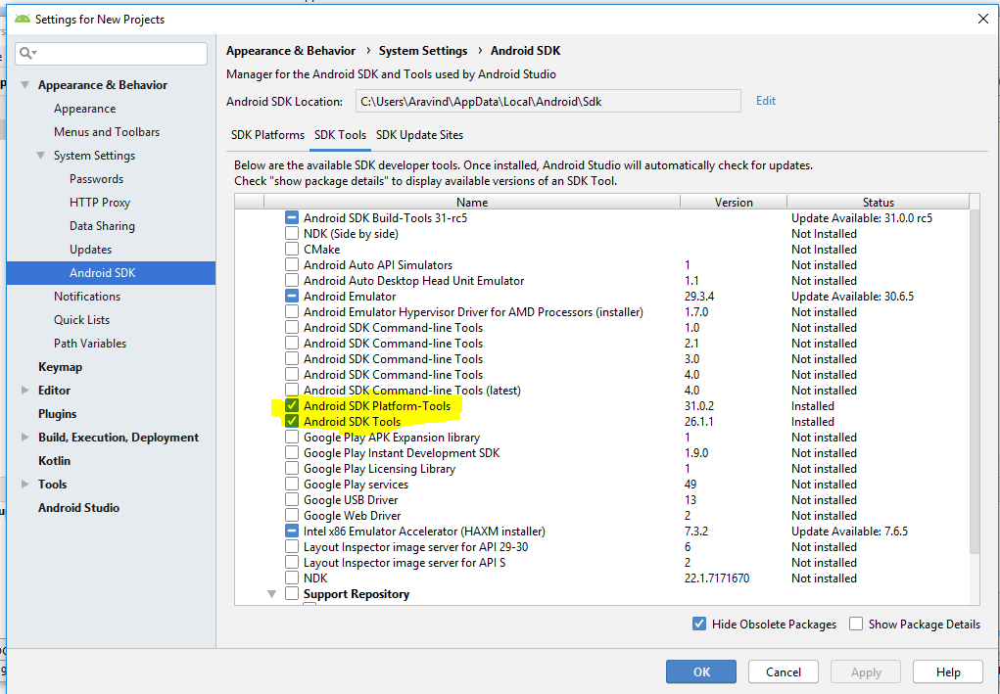 Settings for New Projects
Appearance & Behavior
Appearance
Menus and Toolbars
System Settings
Passwords
HTTP Proxy
Data Sharing
Updates
Android SDK
Notifications
Quick Lists
Path Variables
Keymap
Editor
Plugins
Build, Execution, Deployment
Kotlin
Tools
Android Studio
Appearance & Behavior › System Settings › Android SDK
Manager for the Android SDK and Tools used by Android Studio
Android SDK Location: C:\Users\Aravind\AppData\Local\Android\Sdk Edit
SDK Platforms SDK Tools SDK Update Sites
Below are the available SDK developer tools. Once installed, Android Studio will automatically check for updates.
Check "show package details" to display available versions of an SDK Tool.
Name Version Status
Android SDK Build-Tools 31-rc5 Update Available: 31.0.0 rc5
NDK (Side by side) Not Installed
CMake Not Installed
Android Auto API Simulators 1 Not installed
Android Auto Desktop Head Unit Emulator 1.1 Not installed
Android Emulator 29.3.4 Update Available: 30.6.5
Android Emulator Hypervisor Driver for AMD Processors (installer) 1.7.0 Not installed
Android SDK Command-line Tools 1.0 Not installed
Android SDK Command-line Tools 2.1 Not installed
Android SDK Command-line Tools 3.0 Not installed
Android SDK Command-line Tools 4.0 Not installed
Android SDK Command-line Tools (latest) 4.0 Not installed
Android SDK Platform-Tools 31.0.2 Installed
Android SDK Tools 26.1.1 Installed
Google Play APK Expansion library 1 Not installed
Google Play Instant Development SDK 1.9.0 Not installed
Google Play Licensing Library 1 Not installed
Google Play services 49 Not installed
Google USB Driver 13 Not installed
Google Web Driver 2 Not installed
Intel x86 Emulator Accelerator (HAXM installer) 7.3.2 Update Available: 7.6.5
Layout Inspector image server for API 29-30 6 Not installed
Layout Inspector image server for API S 2 Not installed
NDK 22.1.7171670 Not installed
Support Repository
Hide Obsolete Packages Show Package Details
OK Cancel Apply Help